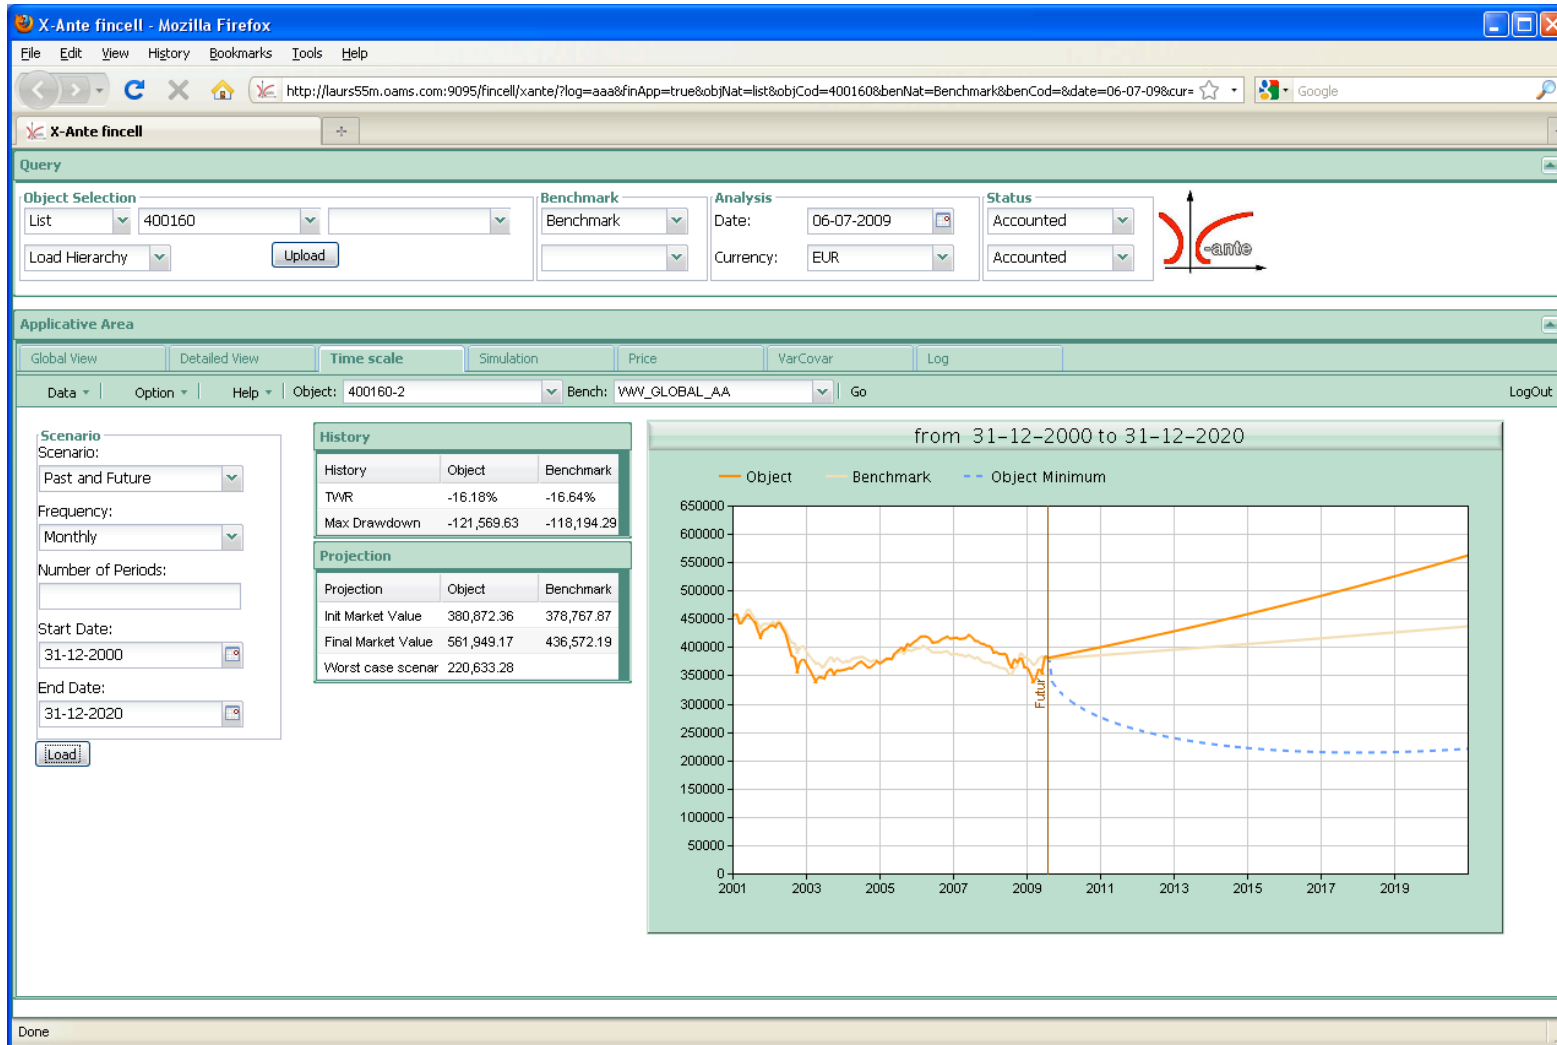 X-Ante fincell - Mozilla Firefox
File Edit View History Bookmarks Tools Help
http://laurs55m.oams.com:9095/fincell/xante/?log=aaa&finApp=true&objNat=list&objCod=400160&benNat=Benchmark&benCod=&date=06-07-09&cur= Google
X-Ante fincell
Query
Object Selection Benchmark Analysis Status
List 400160 Benchmark Date: 06-07-2009 Accounted
Load Hierarchy Upload Currency: EUR Accounted
-ante
Applicative Area
Global View Detailed View Time scale Simulation Price VarCovar Log
Data Option Help Object: 400160-2 Bench: VWV_GLOBAL_AA Go LogOut
Scenario
Scenario:
Past and Future
Frequency:
Monthly
Number of Periods:
Start Date:
31-12-2000
End Date:
31-12-2020
Load
History
History Object Benchmark
TWR -16.18% -16.64%
Max Drawdown -121,569.63 -118,194.29
Projection
Projection Object Benchmark
Init Market Value 380,872.36 378,767.87
Final Market Value 561,949.17 436,572.19
Worst case scenar 220,633.28
from 31-12-2000 to 31-12-2020
Object Benchmark Object Minimum
650000
600000
550000
500000
450000
400000
350000
300000
250000
200000
150000
100000
50000
0
Futur
2001 2003 2005 2007 2009 2011 2013 2015 2017 2019
Done